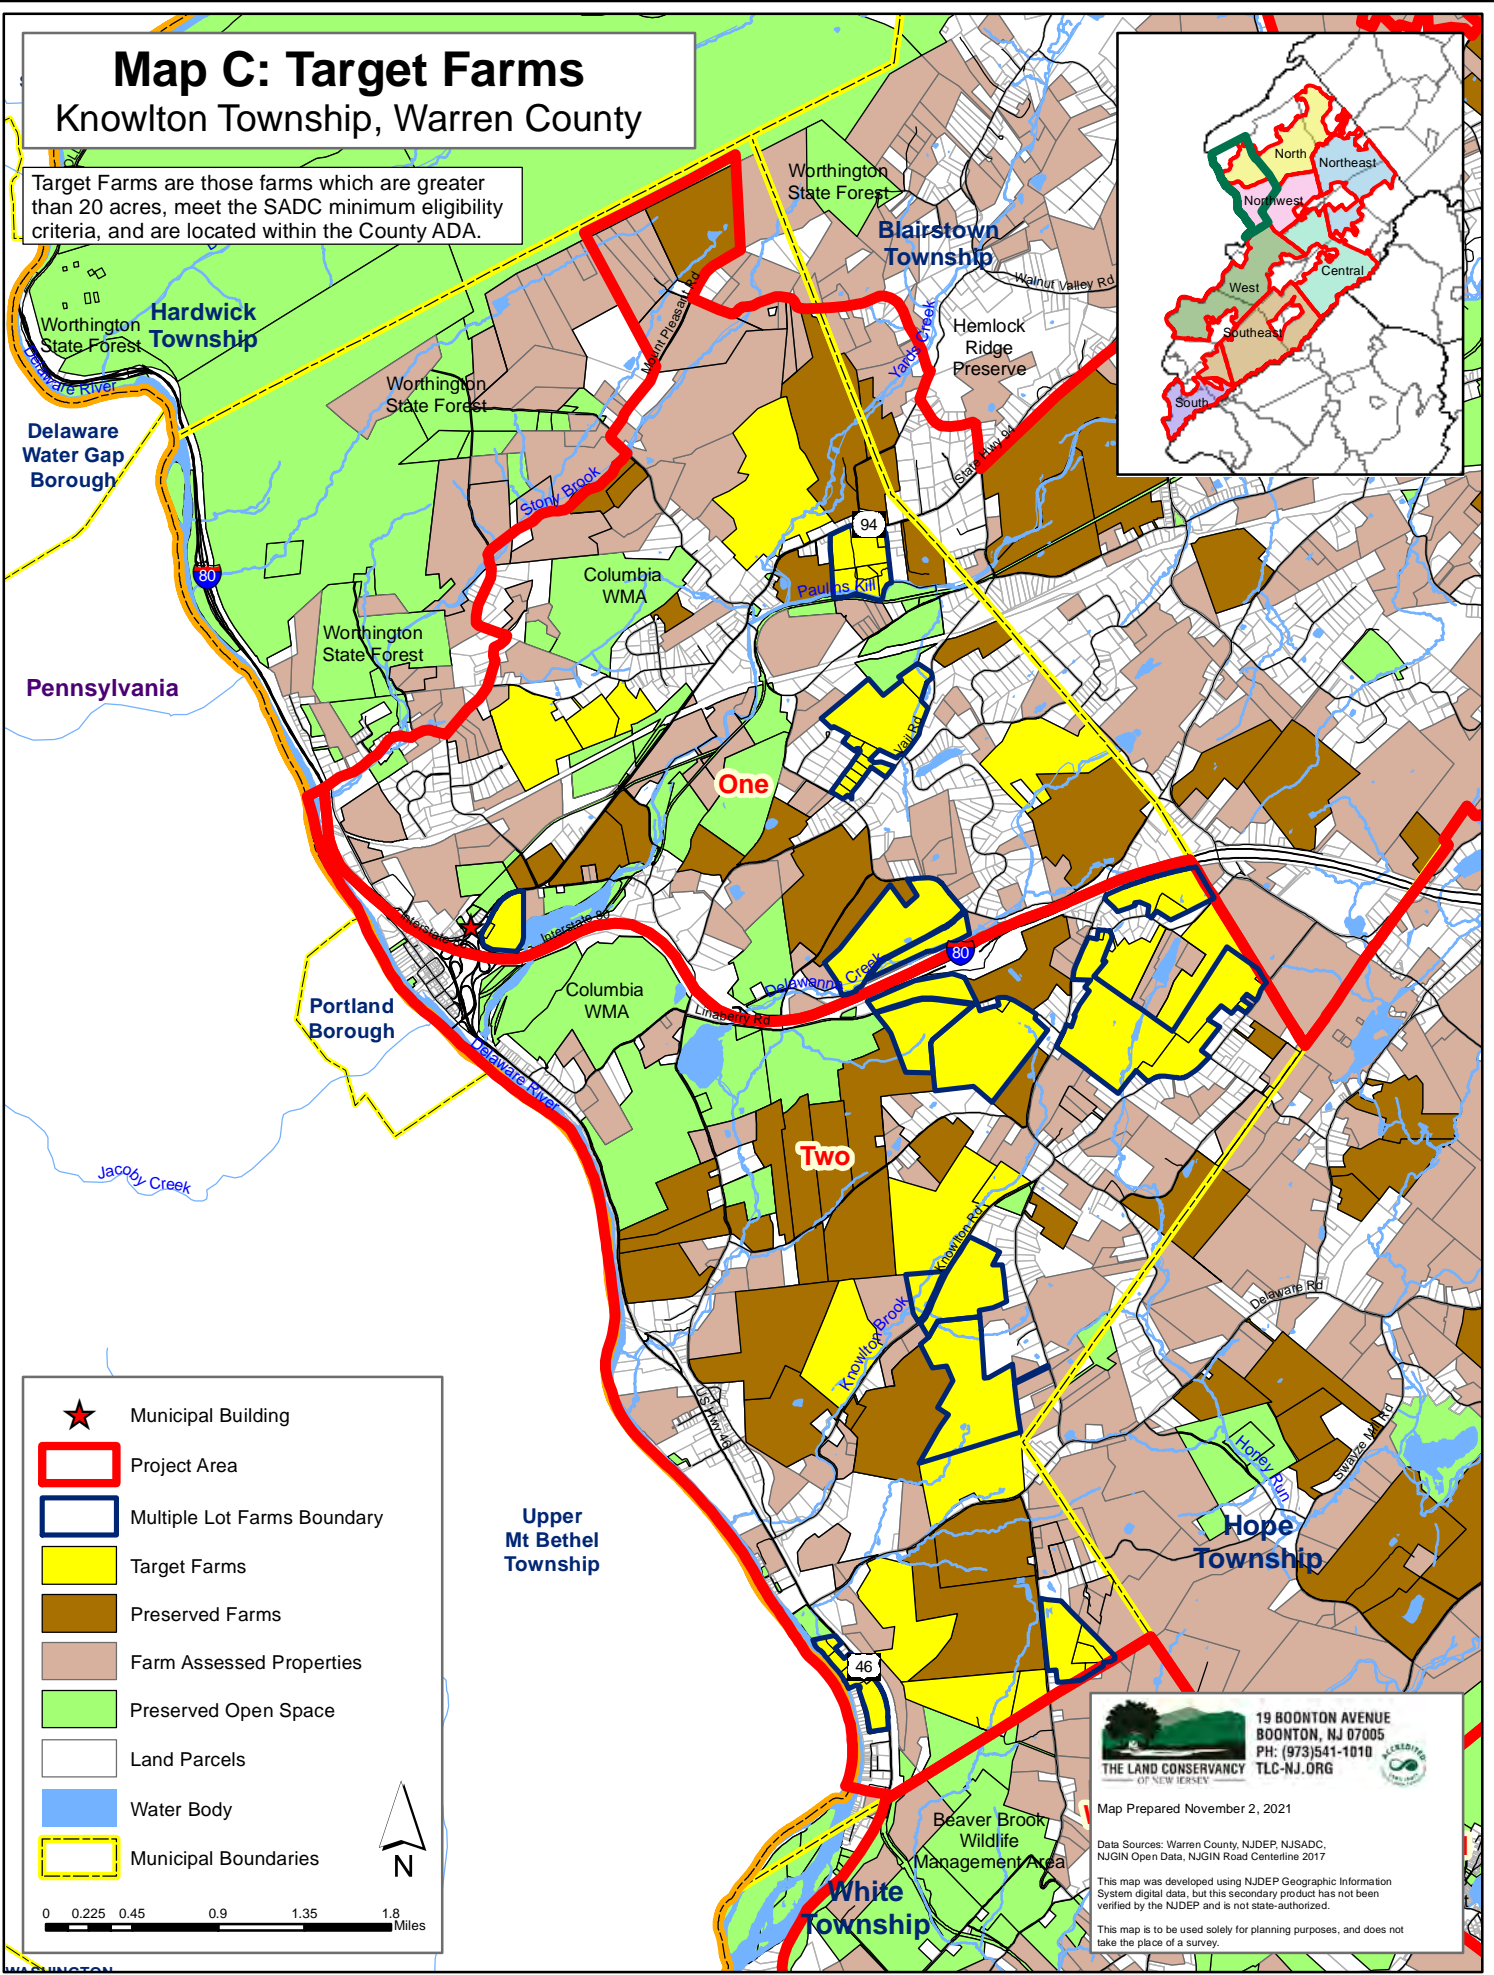 Map C: Target Farms
Knowlton Township, Warren County
Target Farms are those farms which are greater
than 20 acres, meet the SADC minimum eligibility
criteria, and are located within the County ADA.
North
Northeast
Northwest
Central
West
Southeast
South
Worthington
State Forest
Blairstown
Township
Walnut Valley Rd
Hardwick
Township
Worthington
State Forest
Delaware River
Mount Pleasant Rd
Yards Creek
Hemlock
Ridge
Preserve
Worthington
State Forest
Delaware
Water Gap
Borough
State Hwy 94
Stony Brook
94
80
Columbia
WMA
Paulins Kill
Worthington
State Forest
Pennsylvania
Vail Rd
One
Interstate 80
Interstate 80
80
Delawanna Creek
Columbia
WMA
Linaberry Rd
Portland
Borough
Delaware River
Two
Jacoby Creek
Knowlton Rd
Delaware Rd
Knowlton Brook
US Hwy 46
Swayze Mill Rd
Honey Run
Upper
Mt Bethel
Township
Hope
Township
46
Beaver Brook
Wildlife
Management Area
White
Township
WASHINGTON
Municipal Building
Project Area
Multiple Lot Farms Boundary
Target Farms
Preserved Farms
Farm Assessed Properties
Preserved Open Space
Land Parcels
Water Body
Municipal Boundaries
N
0 0.225 0.45 0.9 1.35 1.8
Miles
THE LAND CONSERVANCY
OF NEW JERSEY
19 BOONTON AVENUE
BOONTON, NJ 07005
PH: (973)541-1010
TLC-NJ.ORG
ACCREDITED
Map Prepared November 2, 2021
Data Sources: Warren County, NJDEP, NJSADC,
NJGIN Open Data, NJGIN Road Centerline 2017
This map was developed using NJDEP Geographic Information
System digital data, but this secondary product has not been
verified by the NJDEP and is not state-authorized.
This map is to be used solely for planning purposes, and does not
take the place of a survey.